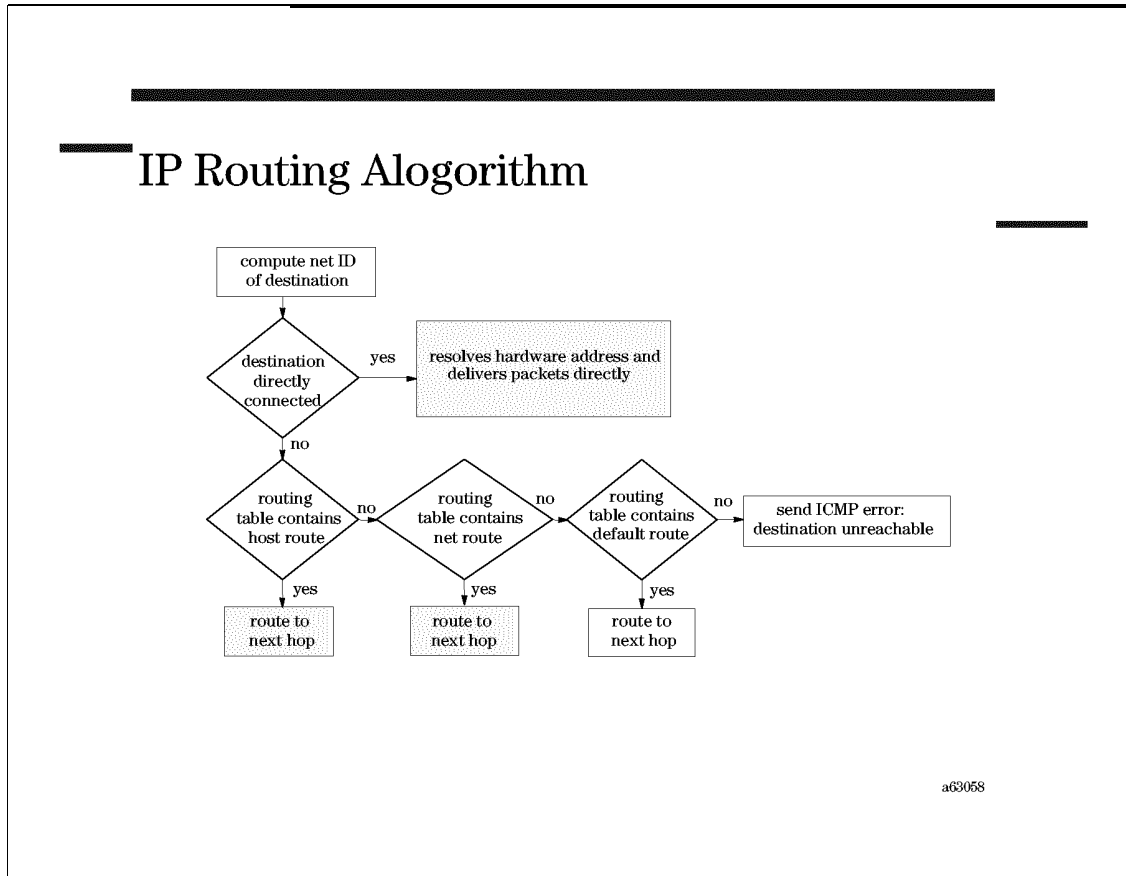 IP Routing Alogorithm
compute net ID
of destination
destination
directly
connected
yes
resolves hardware address and
delivers packets directly
no
routing
table contains
host route
no
routing
table contains
net route
no
routing
table contains
default route
no
send ICMP error:
destination unreachable
yes
route to
next hop
yes
route to
next hop
yes
route to
next hop
a63058